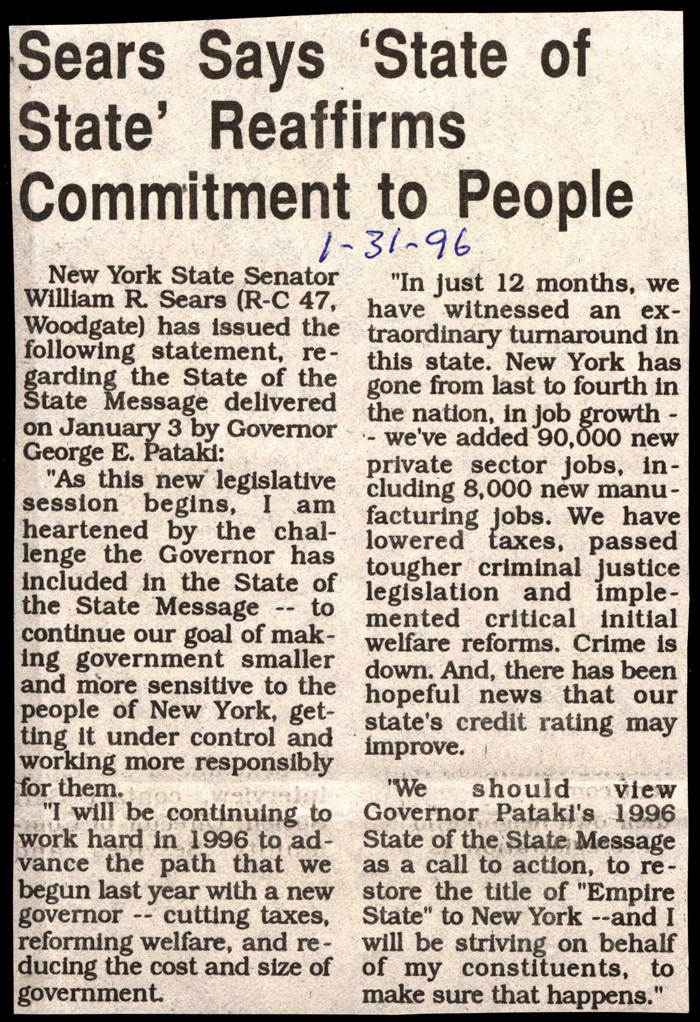 Sears Says 'State of
State' Reaffirms
Commitment to People
1-31-96
New York State Senator
William R. Sears (R-C 47,
Woodgate) has issued the
following statement, re-
garding the State of the
State Message delivered
on January 3 by Governor
George E. Pataki:
"As this new legislative
session begins, I am
heartened by the chal-
lenge the Governor has
included in the State of
the State Message -- to
continue our goal of mak-
ing government smaller
and more sensitive to the
people of New York, get-
ting it under control and
working more responsibly
for them.
"I will be continuing to
work hard in 1996 to ad-
vance the path that we
begun last year with a new
governor -- cutting taxes,
reforming welfare, and re-
ducing the cost and size of
government.
"In just 12 months, we
have witnessed an ex-
traordinary turnaround in
this state. New York has
gone from last to fourth in
the nation, in job growth -
- we've added 90,000 new
private sector jobs, in-
cluding 8,000 new manu-
facturing jobs. We have
lowered taxes, passed
tougher criminal justice
legislation and imple-
mented critical initial
welfare reforms. Crime is
down. And, there has been
hopeful news that our
state's credit rating may
improve.
'We should view
Governor Pataki's 1996
State of the State Message
as a call to action, to re-
store the title of "Empire
State" to New York --and I
will be striving on behalf
of my constituents, to
make sure that happens."